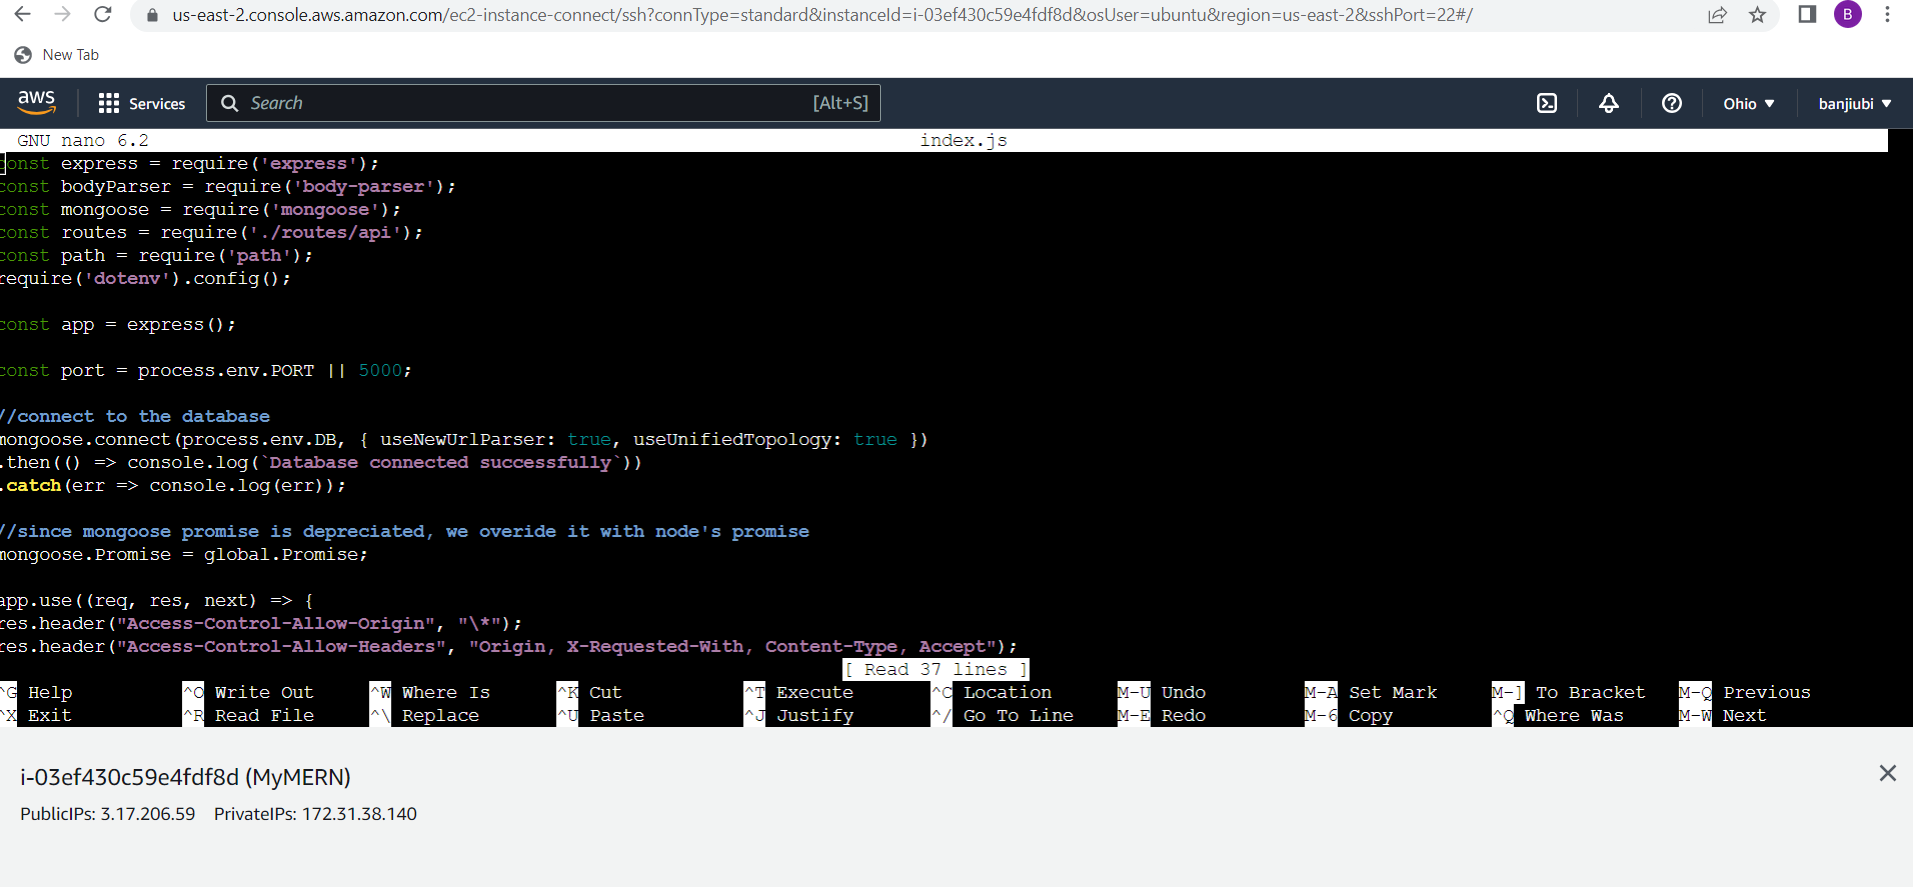 us-east-2.console.aws.amazon.com/ec2-instance-connect/ssh?connType=standard&instanceId=i-03ef430c59e4fdf8d&osUser=ubuntu&region=us-east-2&sshPort=22#/
B
New Tab
aws Services Search [Alt+S] Ohio banjiubi
GNU nano 6.2 index.js
const express = require('express');
const bodyParser = require('body-parser');
const mongoose = require('mongoose');
const routes = require('./routes/api');
const path = require('path');
require('dotenv').config();
const app = express();
const port = process.env.PORT || 5000;
//connect to the database
mongoose.connect(process.env.DB, { useNewUrlParser: true, useUnifiedTopology: true })
.then(() => console.log(`Database connected successfully`))
.catch(err => console.log(err));
//since mongoose promise is depreciated, we overide it with node's promise
mongoose.Promise = global.Promise;
app.use((req, res, next) => {
res.header("Access-Control-Allow-Origin", "\*");
res.header("Access-Control-Allow-Headers", "Origin, X-Requested-With, Content-Type, Accept");
[ Read 37 lines ]
^G Help ^O Write Out ^W Where Is ^K Cut ^T Execute ^C Location M-U Undo M-A Set Mark M-] To Bracket M-Q Previous
^X Exit ^R Read File ^\ Replace ^U Paste ^J Justify ^/ Go To Line M-E Redo M-6 Copy ^Q Where Was M-W Next
i-03ef430c59e4fdf8d (MyMERN)
PublicIPs: 3.17.206.59 PrivateIPs: 172.31.38.140